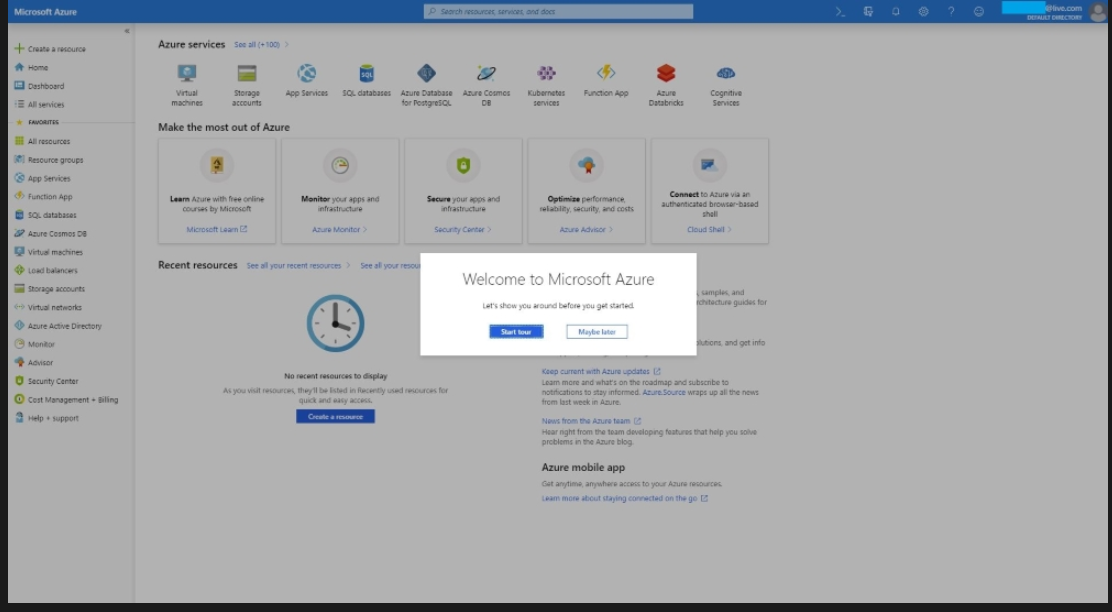 Microsoft Azure
Search resources, services, and docs
@live.com
DEFAULT DIRECTORY
Create a resource
Home
Dashboard
All services
FAVORITES
All resources
Resource groups
App Services
Function App
SQL databases
Azure Cosmos DB
Virtual machines
Load balancers
Storage accounts
Virtual networks
Azure Active Directory
Monitor
Advisor
Security Center
Cost Management + Billing
Help + support
Azure services See all (+100)
Virtual
machines
Storage
accounts
App Services
SQL
SQL databases
Azure Database
for PostgreSQL
Azure Cosmos
DB
Kubernetes
services
Function App
Azure
Databricks
Cognitive
Services
Make the most out of Azure
Learn Azure with free online
courses by Microsoft
Microsoft Learn
Monitor your apps and
infrastructure
Azure Monitor
Secure your apps and
infrastructure
Security Center
Optimize performance,
reliability, security, and costs
Azure Advisor
Connect to Azure via an
authenticated browser-based
shell
Cloud Shell
Recent resources See all your recent resources See all your
No recent resources to display
As you visit resources, they'll be listed in Recently used resources for
quick and easy access.
Create a resource
Welcome to Microsoft Azure
Let's show you around before you get started.
Start tour
Maybe later
samples, and
architecture guides for
and get info
Keep current with Azure updates
Learn more and what's on the roadmap and subscribe to
notifications to stay informed. Azure.Source wraps up all the news
from last week in Azure.
News from the Azure team
Hear right from the team developing features that help you solve
problems in the Azure blog.
Azure mobile app
Get anytime, anywhere access to your Azure resources.
Learn more about staying connected on the go